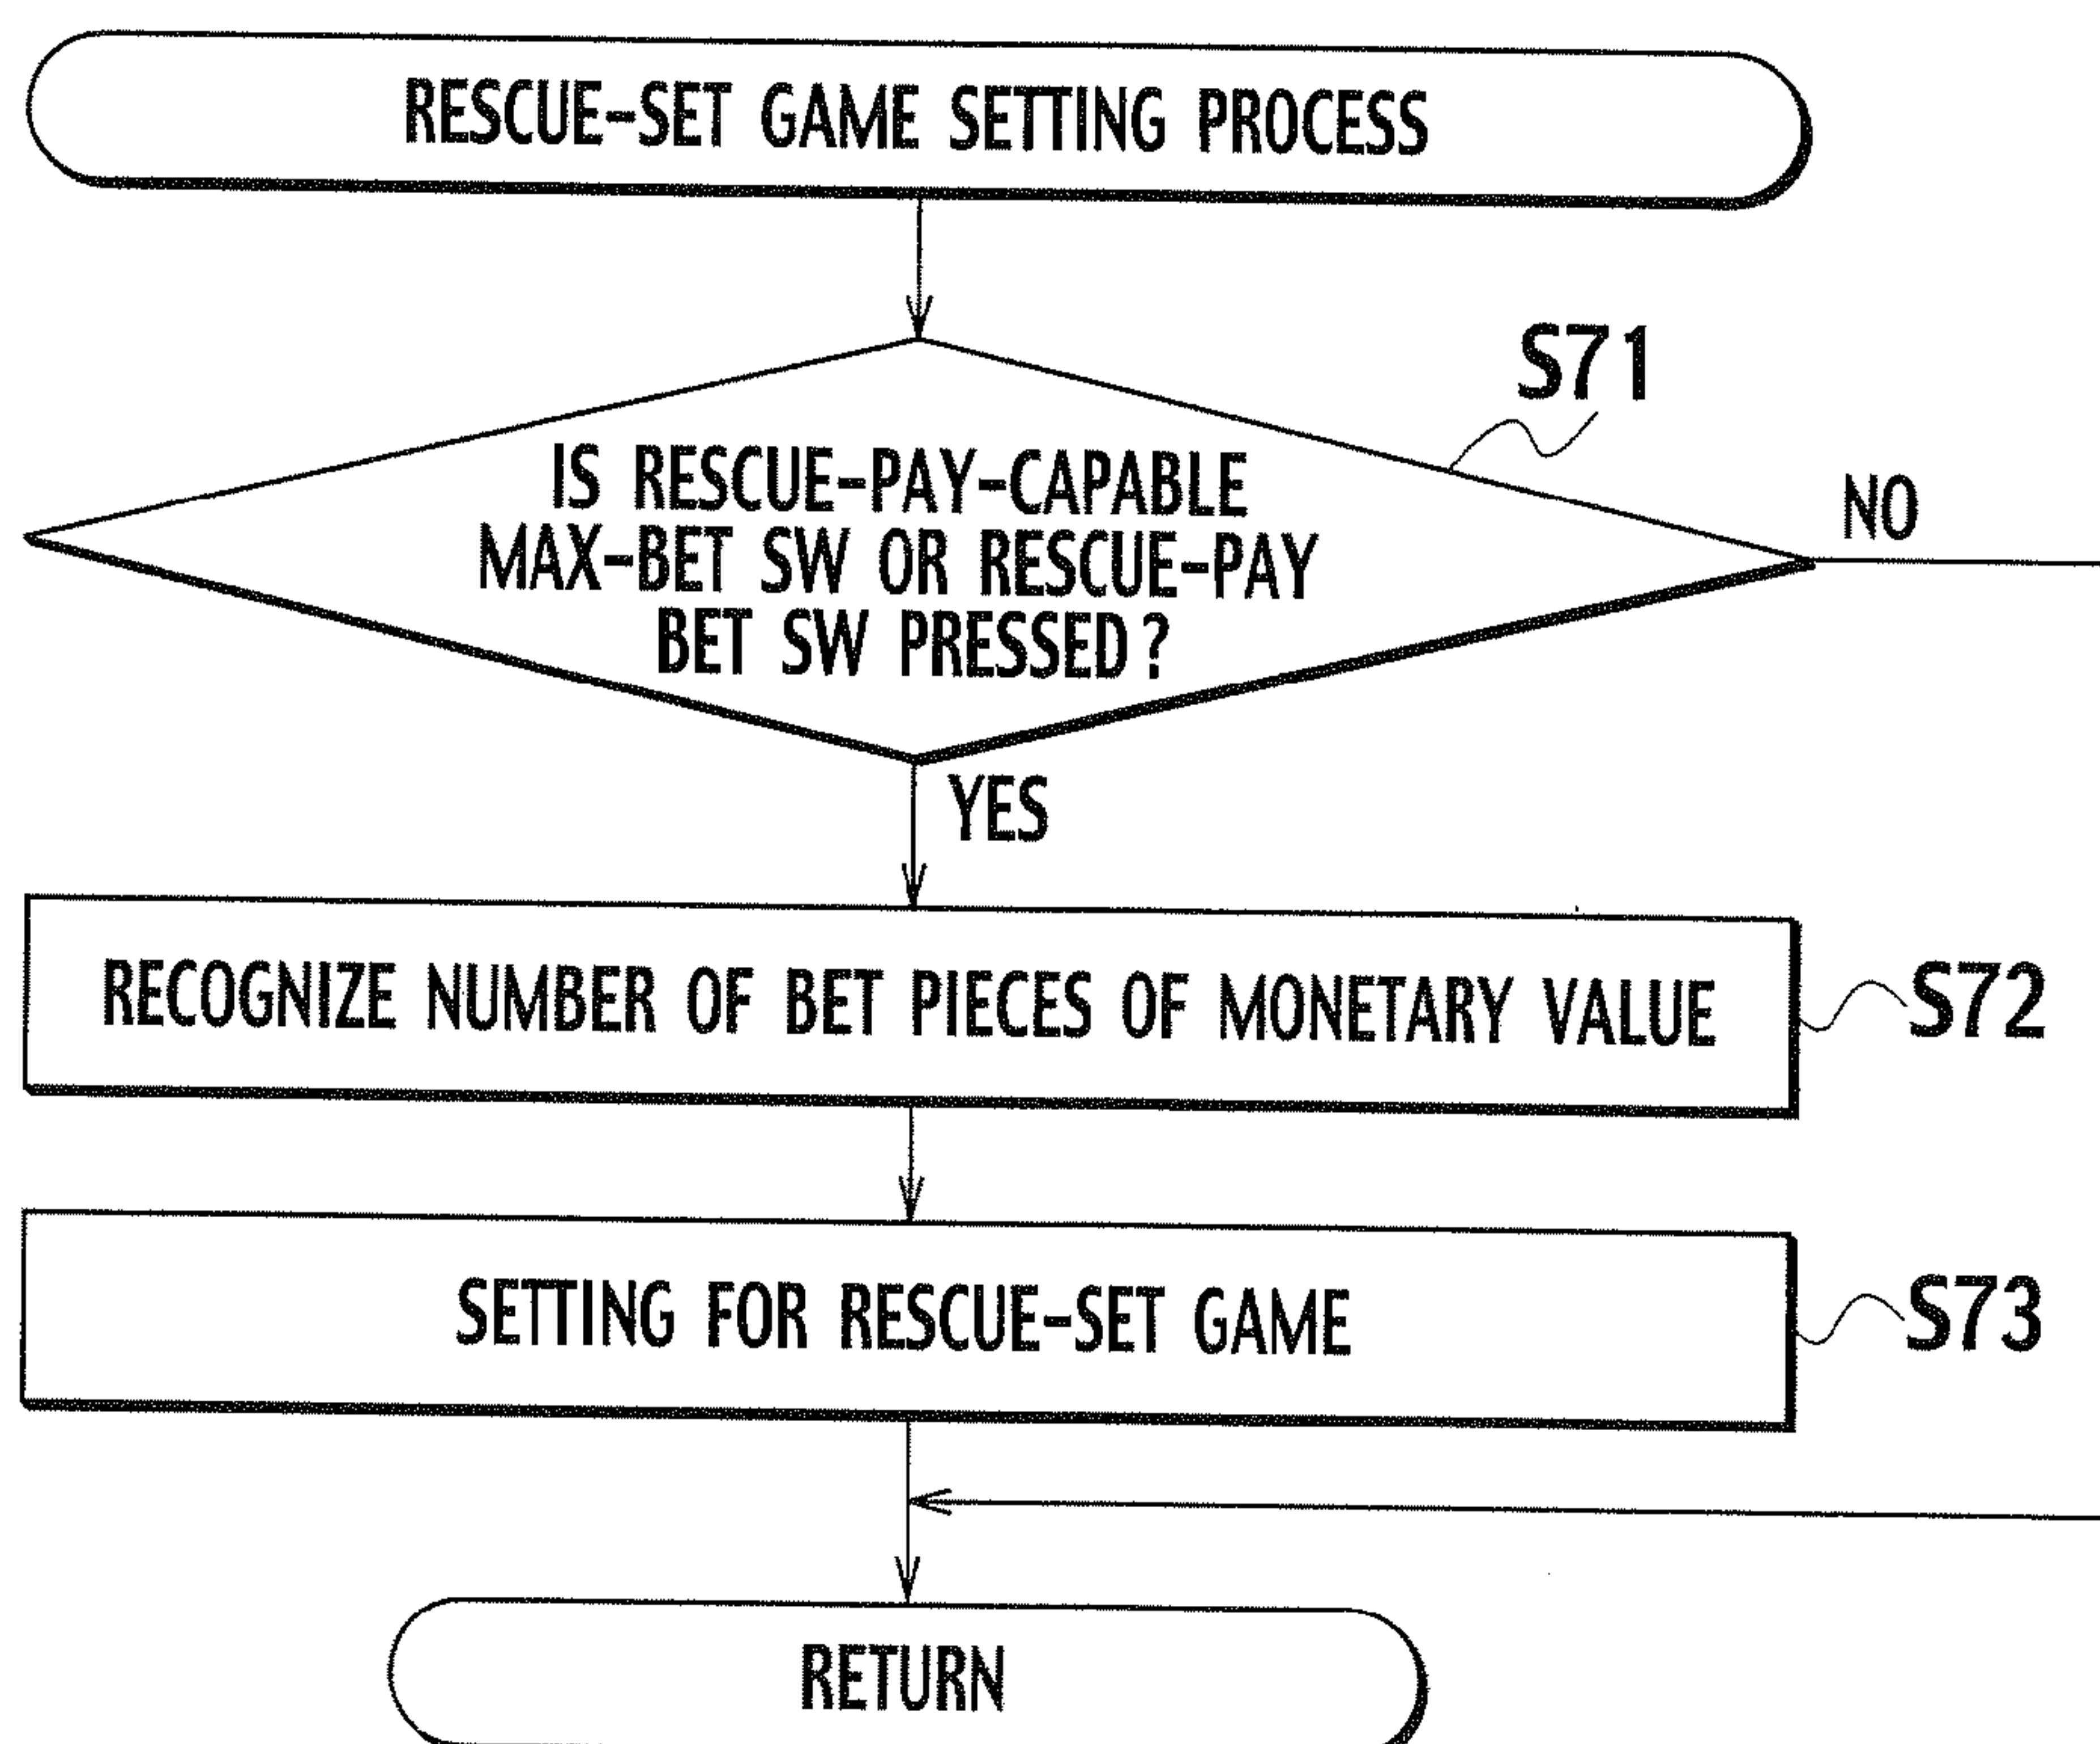 RESCUE-SET GAME SETTING PROCESS
S71
IS RESCUE-PAY-CAPABLE
MAX-BET SW OR RESCUE-PAY
BET SW PRESSED?
NO
YES
RECOGNIZE NUMBER OF BET PIECES OF MONETARY VALUE
S72
SETTING FOR RESCUE-SET GAME
S73
RETURN